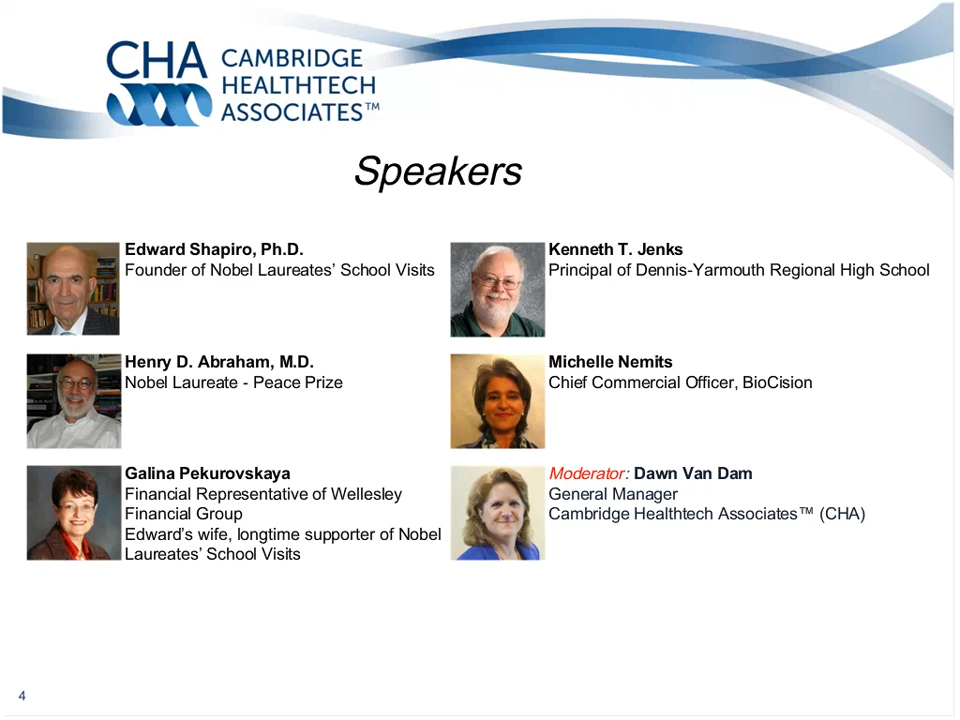 CHA CAMBRIDGE
HEALTHTECH
ASSOCIATES™
Speakers
Edward Shapiro, Ph.D.
Founder of Nobel Laureates’ School Visits
Kenneth T. Jenks
Principal of Dennis-Yarmouth Regional High School
Henry D. Abraham, M.D.
Nobel Laureate - Peace Prize
Michelle Nemits
Chief Commercial Officer, BioCision
Galina Pekurovskaya
Financial Representative of Wellesley
Financial Group
Edward’s wife, longtime supporter of Nobel
Laureates’ School Visits
Moderator: Dawn Van Dam
General Manager
Cambridge Healthtech Associates™ (CHA)
4